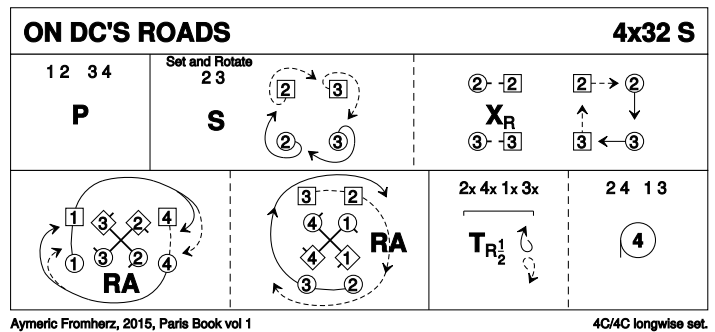 ON DC'S ROADS 4x32 S
1 2 3 4
P
Set and Rotate
2 3
S
2 3
2 3
2 2
X R
3 3
2 2
3 3
1 3 2 4
1 3 2 4
RA
3 2
4 1
RA
4 1
3 2
2x 4x 1x 3x
T R 1/2
2 4 1 3
4
Aymeric Fromherz, 2015, Paris Book vol 1 4C/4C longwise set.